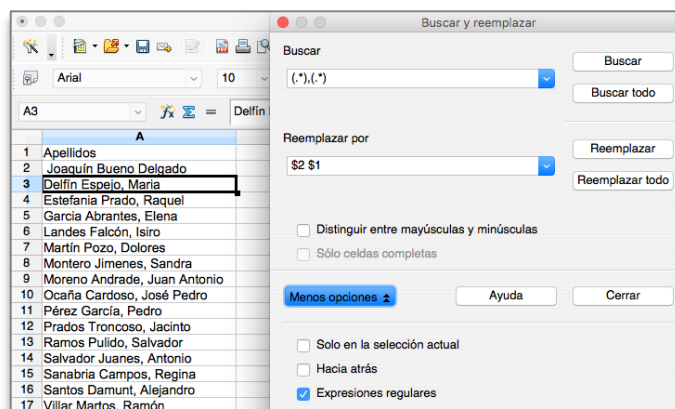 Buscar y reemplazar
Arial
10
A3
Delfín
A
1 Apellidos
2 Joaquín Bueno Delgado
3 Delfín Espejo, Maria
4 Estefania Prado, Raquel
5 Garcia Abrantes, Elena
6 Landes Falcón, Isiro
7 Martín Pozo, Dolores
8 Montero Jimenes, Sandra
9 Moreno Andrade, Juan Antonio
10 Ocaña Cardoso, José Pedro
11 Pérez García, Pedro
12 Prados Troncoso, Jacinto
13 Ramos Pulido, Salvador
14 Salvador Juanes, Antonio
15 Sanabria Campos, Regina
16 Santos Damunt, Alejandro
17 Villar Martos, Ramón
Buscar
(.*),(.*)
Buscar
Buscar todo
Reemplazar por
$2 $1
Reemplazar
Reemplazar todo
Distinguir entre mayúsculas y minúsculas
Sólo celdas completas
Menos opciones
Ayuda
Cerrar
Solo en la selección actual
Hacia atrás
Expresiones regulares